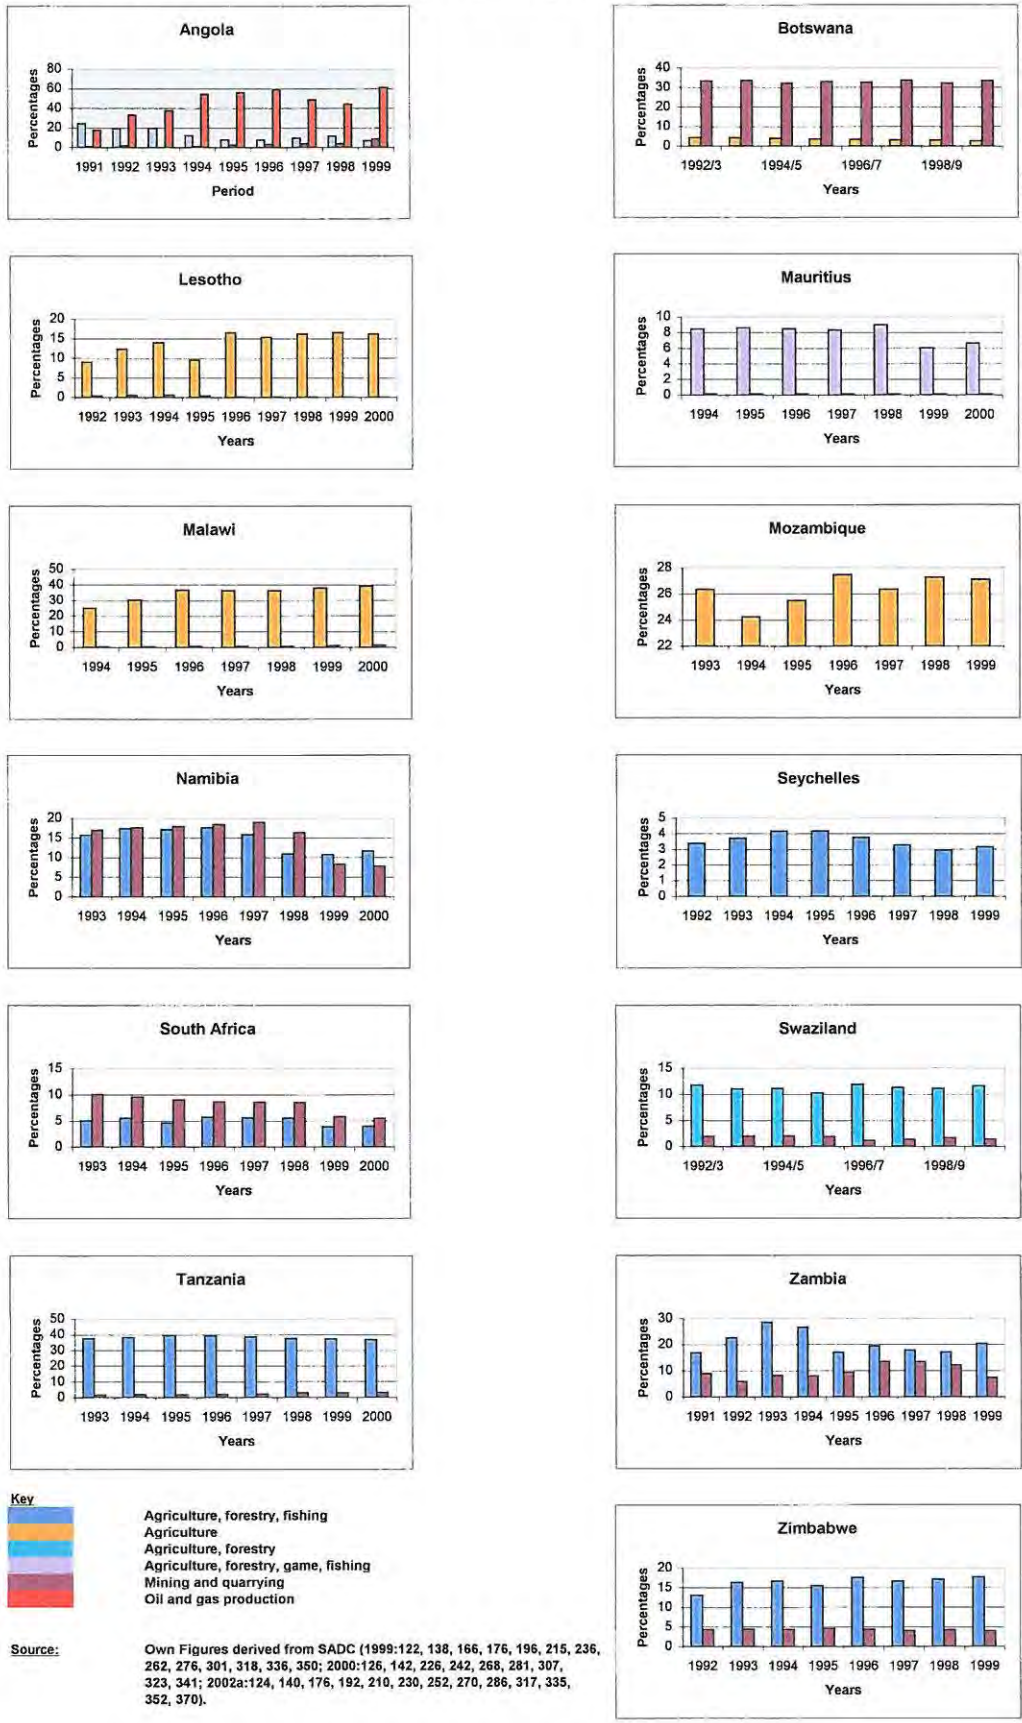 Angola
Percentages
80
60
40
20
0
1991 1992 1993 1994 1995 1996 1997 1998 1999
Period
Botswana
Percentages
40
30
20
10
0
1992/3 1994/5 1996/7 1998/9
Years
Lesotho
Percentages
20
15
10
5
0
1992 1993 1994 1995 1996 1997 1998 1999 2000
Years
Mauritius
Percentages
10
8
6
4
2
0
1994 1995 1996 1997 1998 1999 2000
Years
Malawi
Percentages
50
40
30
20
10
0
1994 1995 1996 1997 1998 1999 2000
Years
Mozambique
Percentages
28
26
24
22
1993 1994 1995 1996 1997 1998 1999
Years
Namibia
Percentages
20
15
10
5
0
1993 1994 1995 1996 1997 1998 1999 2000
Years
Seychelles
Percentages
5
4
3
2
1
0
1992 1993 1994 1995 1996 1997 1998 1999
Years
South Africa
Percentages
15
10
5
0
1993 1994 1995 1996 1997 1998 1999 2000
Years
Swaziland
Percentages
15
10
5
0
1992/3 1994/5 1996/7 1998/9
Years
Tanzania
Percentages
50
40
30
20
10
0
1993 1994 1995 1996 1997 1998 1999 2000
Years
Zambia
Percentages
30
20
10
0
1991 1992 1993 1994 1995 1996 1997 1998 1999
Years
Key
Agriculture, forestry, fishing
Agriculture
Agriculture, forestry
Agriculture, forestry, game, fishing
Mining and quarrying
Oil and gas production
Source: Own Figures derived from SADC (1999:122, 138, 166, 176, 196, 215, 236,
262, 276, 301, 318, 336, 350; 2000:126, 142, 226, 242, 268, 281, 307,
323, 341; 2002a:124, 140, 176, 192, 210, 230, 252, 270, 286, 317, 335,
352, 370).
Zimbabwe
Percentages
20
15
10
5
0
1992 1993 1994 1995 1996 1997 1998 1999
Years